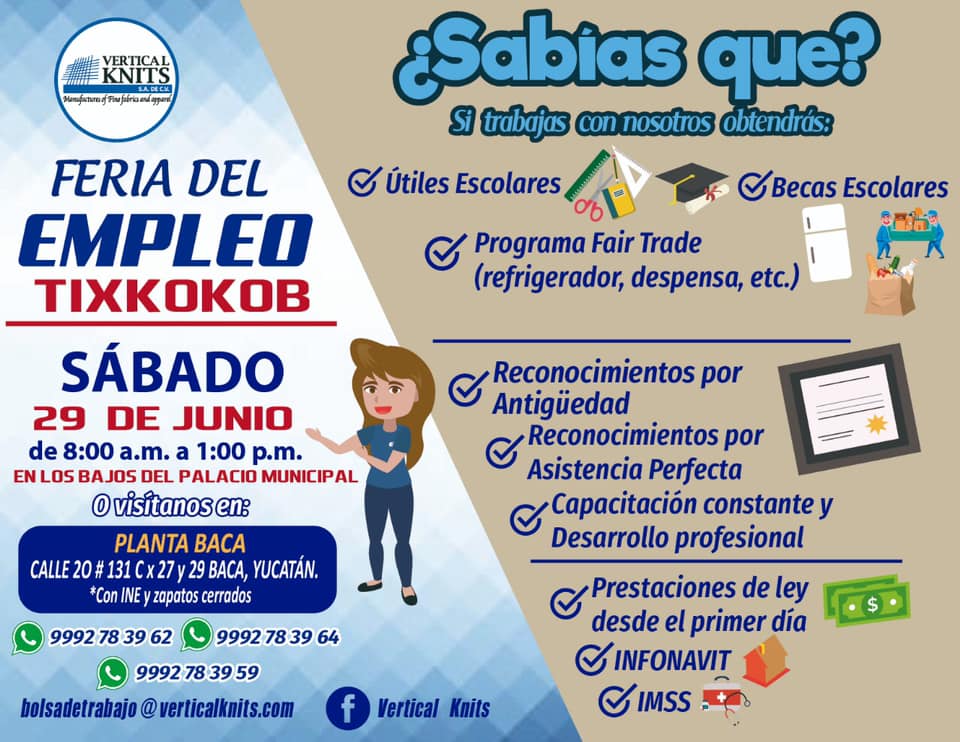 VERTICAL
KNITS
S.A. DE C.V.
Manufactures of Fine fabrics and apparel
FERIA DEL
EMPLEO
TIXKOKOB
SÁBADO
29 DE JUNIO
de 8:00 a.m. a 1:00 p.m.
EN LOS BAJOS DEL PALACIO MUNICIPAL
O visítanos en:
PLANTA BACA
CALLE 20 # 131 C x 27 y 29 BACA, YUCATÁN.
*Con INE y zapatos cerrados
9992 78 39 62
9992 78 39 64
9992 78 39 59
bolsadetrabajo @ verticalknits.com
Vertical Knits
¿Sabías que?
Si trabajas con nosotros obtendrás:
Útiles Escolares
Becas Escolares
Programa Fair Trade
(refrigerador, despensa, etc.)
Reconocimientos por
Antigüedad
Reconocimientos por
Asistencia Perfecta
Capacitación constante y
Desarrollo profesional
Prestaciones de ley
desde el primer día
INFONAVIT
IMSS